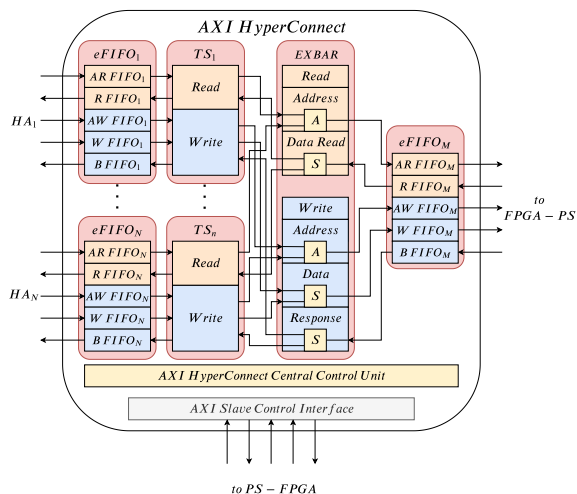 AXI HyperConnect
eFIFO1
TS1
EXBAR
AR FIFO1
R FIFO1
AW FIFO1
W FIFO1
B FIFO1
HA1
Read
Write
Read
Address
A
Data Read
S
eFIFOM
AR FIFOM
R FIFOM
AW FIFOM
W FIFOM
B FIFOM
to
FPGA – PS
eFIFON
TSn
AR FIFON
R FIFON
AW FIFON
W FIFON
B FIFON
HAN
Read
Write
Write
Address
A
Data
S
Response
S
AXI HyperConnect Central Control Unit
AXI Slave Control Interface
to PS – FPGA